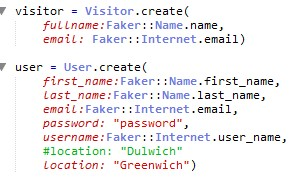 visitor = Visitor.create(
fullname:Faker::Name.name,
email: Faker::Internet.email)
user = User.create(
first_name:Faker::Name.first_name,
last_name:Faker::Name.last_name,
email:Faker::Internet.email,
password: "password",
username:Faker::Internet.user_name,
#location: "Dulwich"
location: "Greenwich")